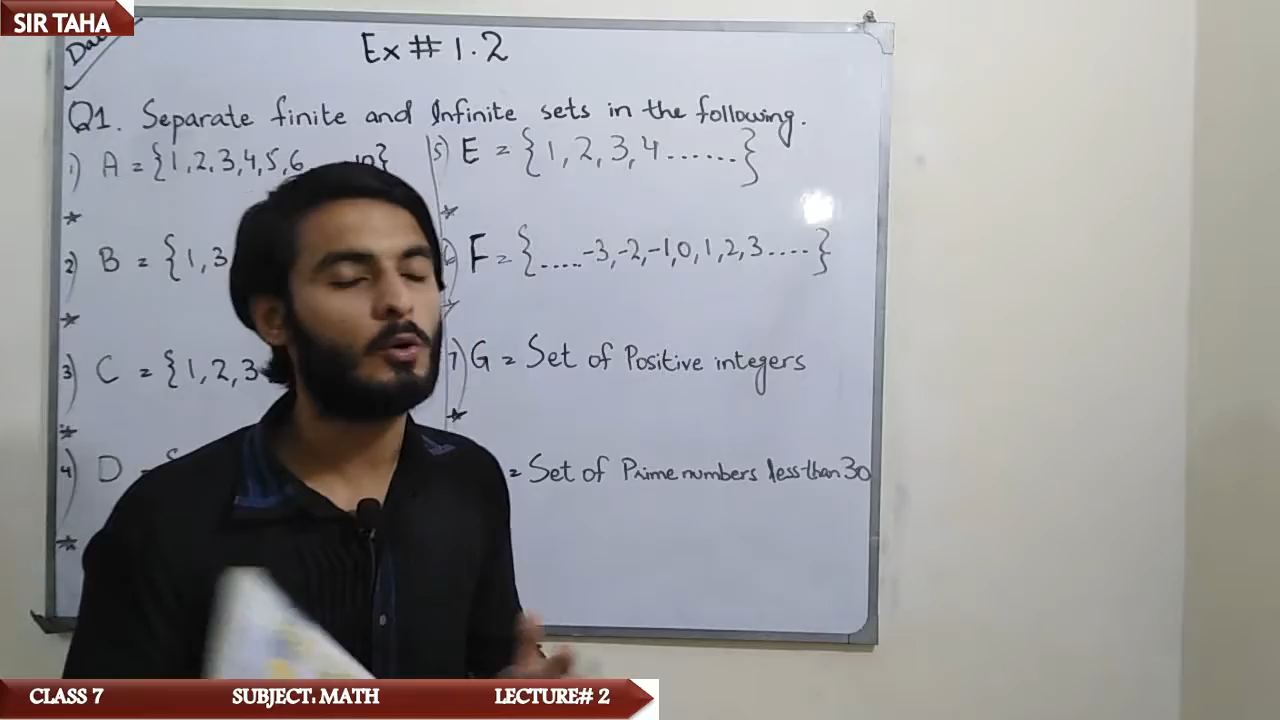 SIR TAHA
Ex # 1.2
Q1. Separate finite and Infinite sets in the following.
1) A = {1,2,3,4,5,6, ... 10}
2) B = {1,3
3) C = {1,2,3
4) D =
5) E = {1,2,3,4......}
F = {.....-3,-2,-1,0,1,2,3....}
7) G = Set of Positive integers
= Set of Prime numbers less than 30
CLASS 7 SUBJECT: MATH LECTURE# 2